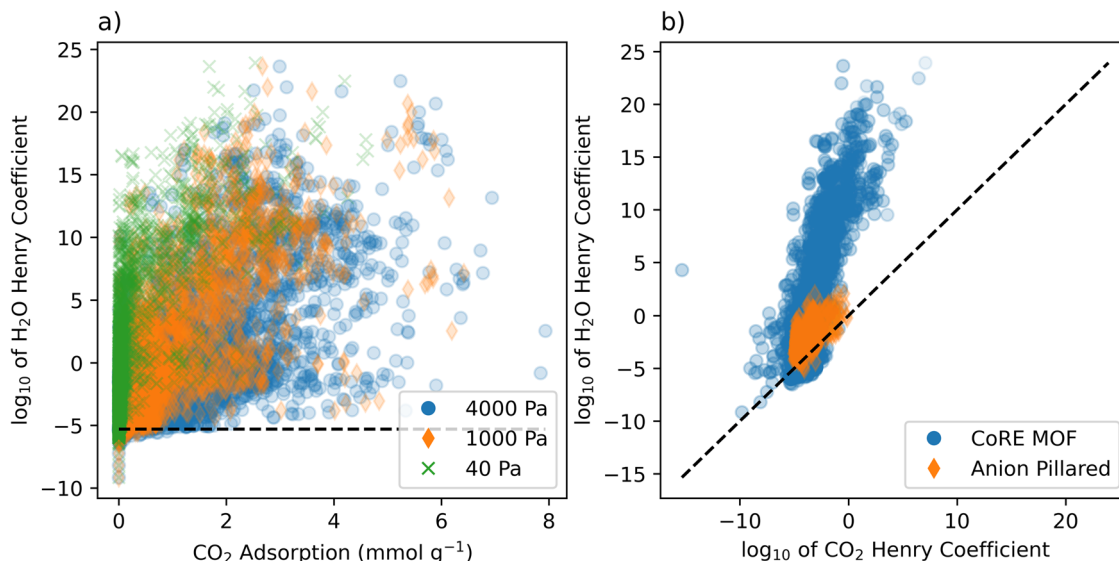 a)
log₁₀ of H₂O Henry Coefficient
25
20
15
10
5
0
−5
−10
0
2
4
6
8
CO₂ Adsorption (mmol g⁻¹)
4000 Pa
1000 Pa
40 Pa
b)
log₁₀ of H₂O Henry Coefficient
25
20
15
10
5
0
−5
−10
−15
−10
0
10
20
log₁₀ of CO₂ Henry Coefficient
CoRE MOF
Anion Pillared